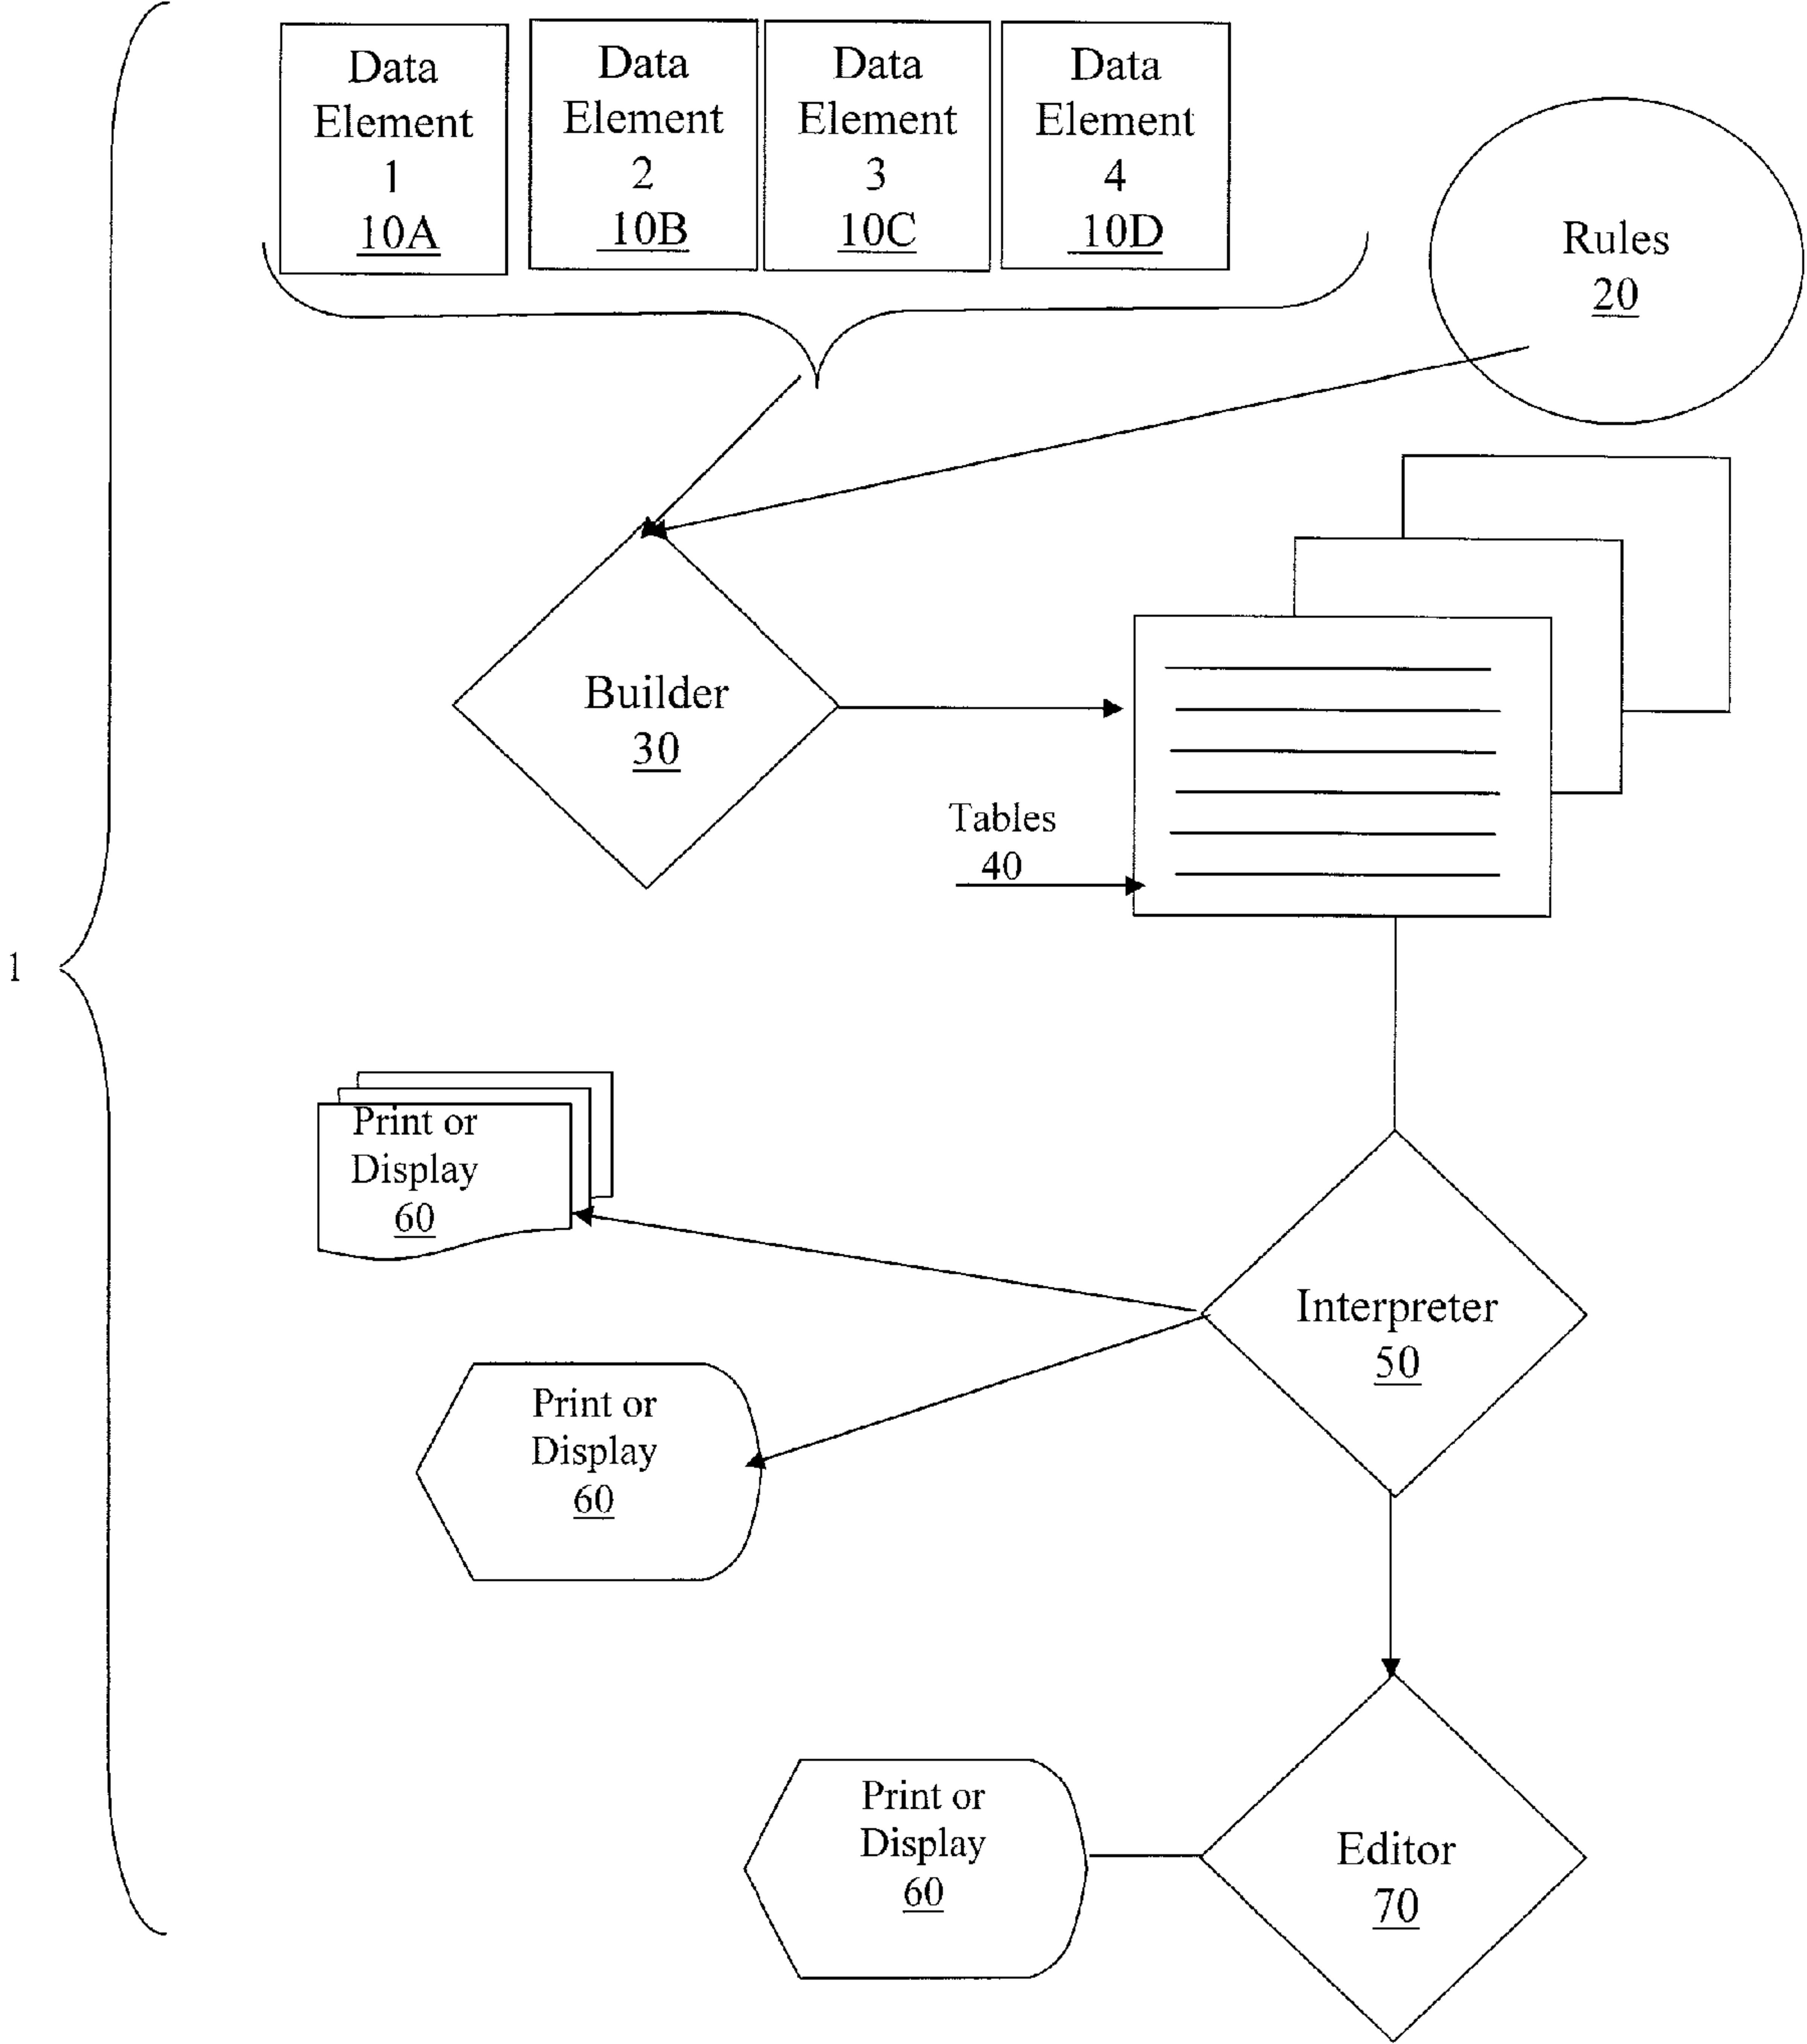 Data
Element
1
10A
Data
Element
2
10B
Data
Element
3
10C
Data
Element
4
10D
Rules
20
Builder
30
Tables
40
1
Print or
Display
60
Interpreter
50
Print or
Display
60
Print or
Display
60
Editor
70